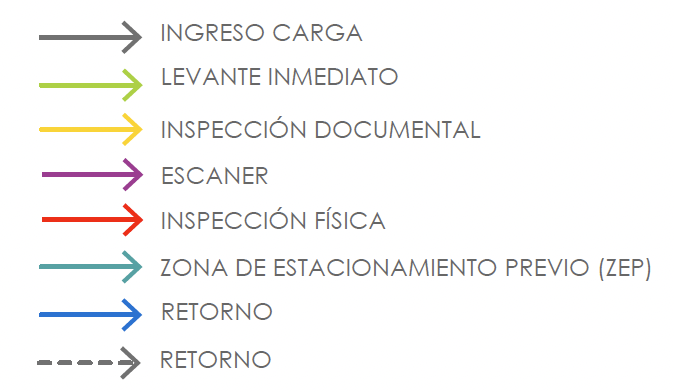 INGRESO CARGA
LEVANTE INMEDIATO
INSPECCIÓN DOCUMENTAL
ESCANER
INSPECCIÓN FÍSICA
ZONA DE ESTACIONAMIENTO PREVIO (ZEP)
RETORNO
RETORNO